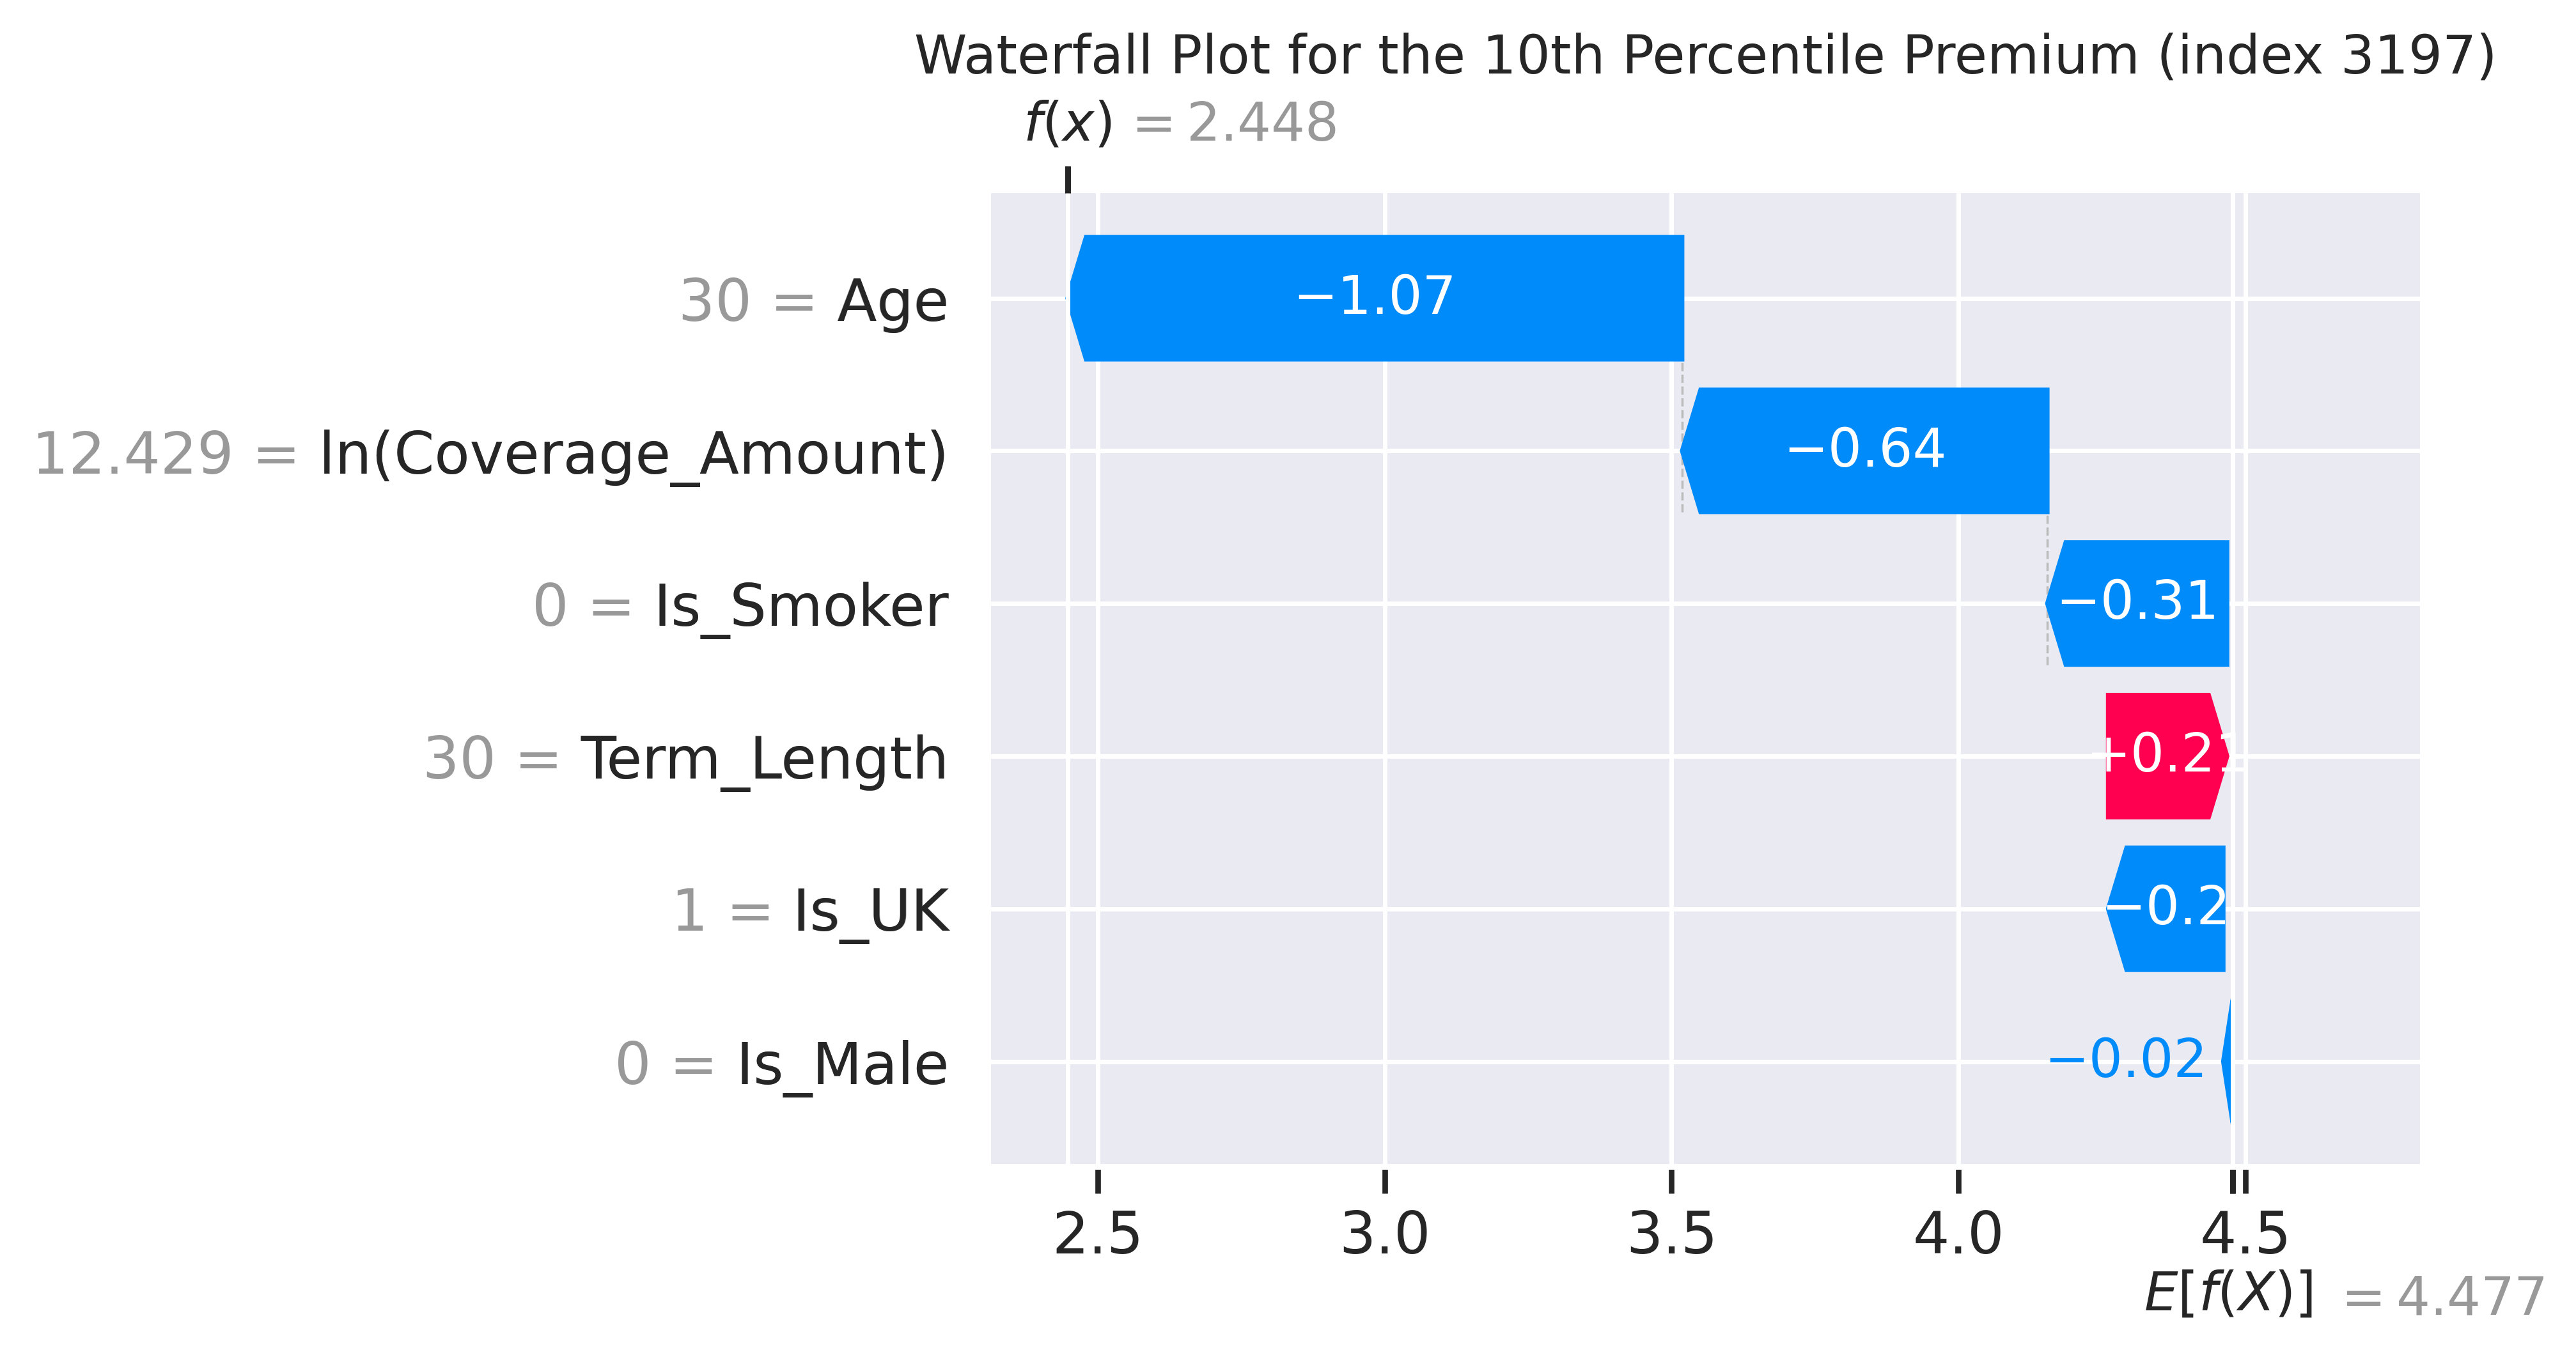 Waterfall Plot for the 10th Percentile Premium (index 3197)
f(x) = 2.448
30 = Age
−1.07
12.429 = ln(Coverage_Amount)
−0.64
0 = Is_Smoker
−0.31
30 = Term_Length
+0.21
1 = Is_UK
−0.2
0 = Is_Male
−0.02
2.5 3.0 3.5 4.0 4.5
E[f(X)] = 4.477